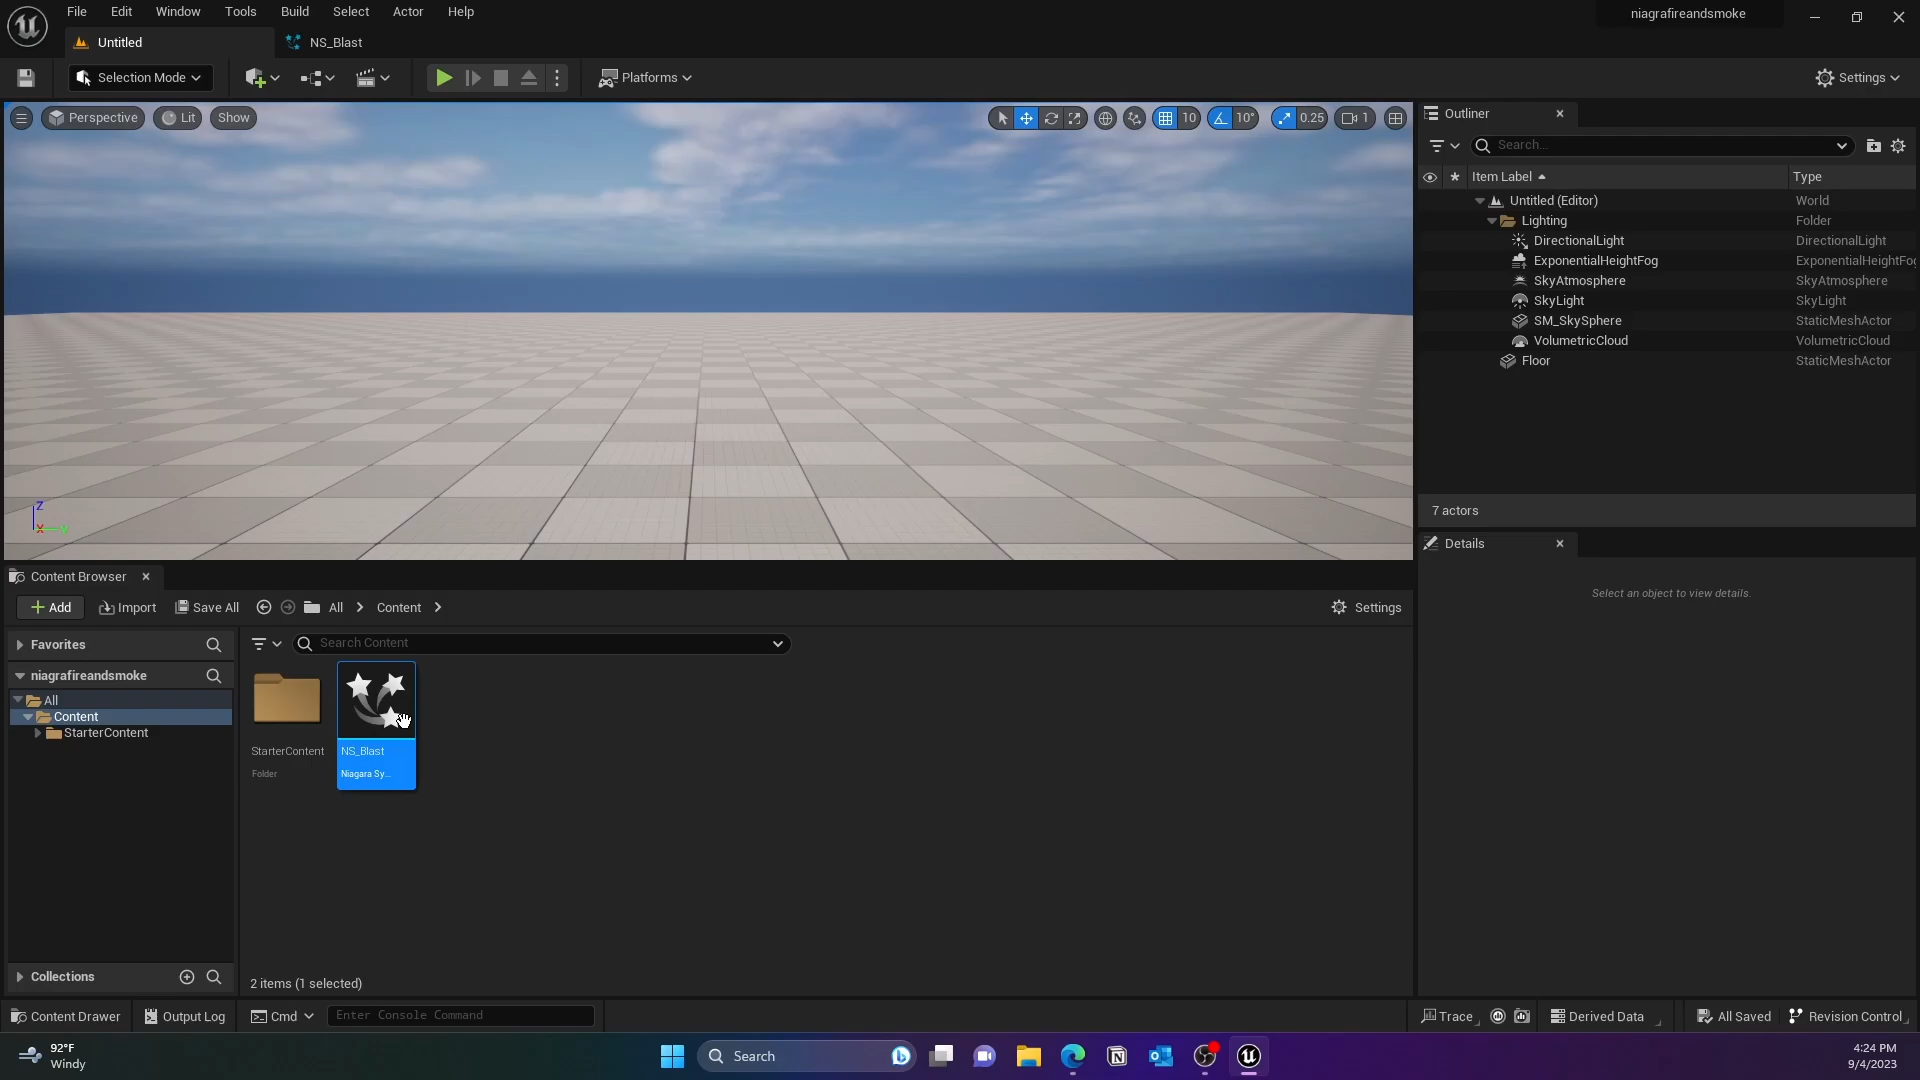 File Edit Window Tools Build Select Actor Help
niagrafireandsmoke
Untitled
NS_Blast
Selection Mode
Platforms
Settings
Perspective
Lit
Show
10
10°
0.25
1
Outliner
Search...
Item Label
Type
Untitled (Editor)
World
Lighting
Folder
DirectionalLight
DirectionalLight
ExponentialHeightFog
ExponentialHeightFog
SkyAtmosphere
SkyAtmosphere
SkyLight
SkyLight
SM_SkySphere
StaticMeshActor
VolumetricCloud
VolumetricCloud
Floor
StaticMeshActor
7 actors
Z
X
Y
Details
Select an object to view details.
Content Browser
Add
Import
Save All
All
Content
Settings
Favorites
Search Content
niagrafireandsmoke
All
Content
StarterContent
StarterContent
Folder
NS_Blast
Niagara Sy...
Collections
2 items (1 selected)
Content Drawer
Output Log
Cmd
Enter Console Command
Trace
Derived Data
All Saved
Revision Control
92°F
Windy
Search
4:24 PM
9/4/2023